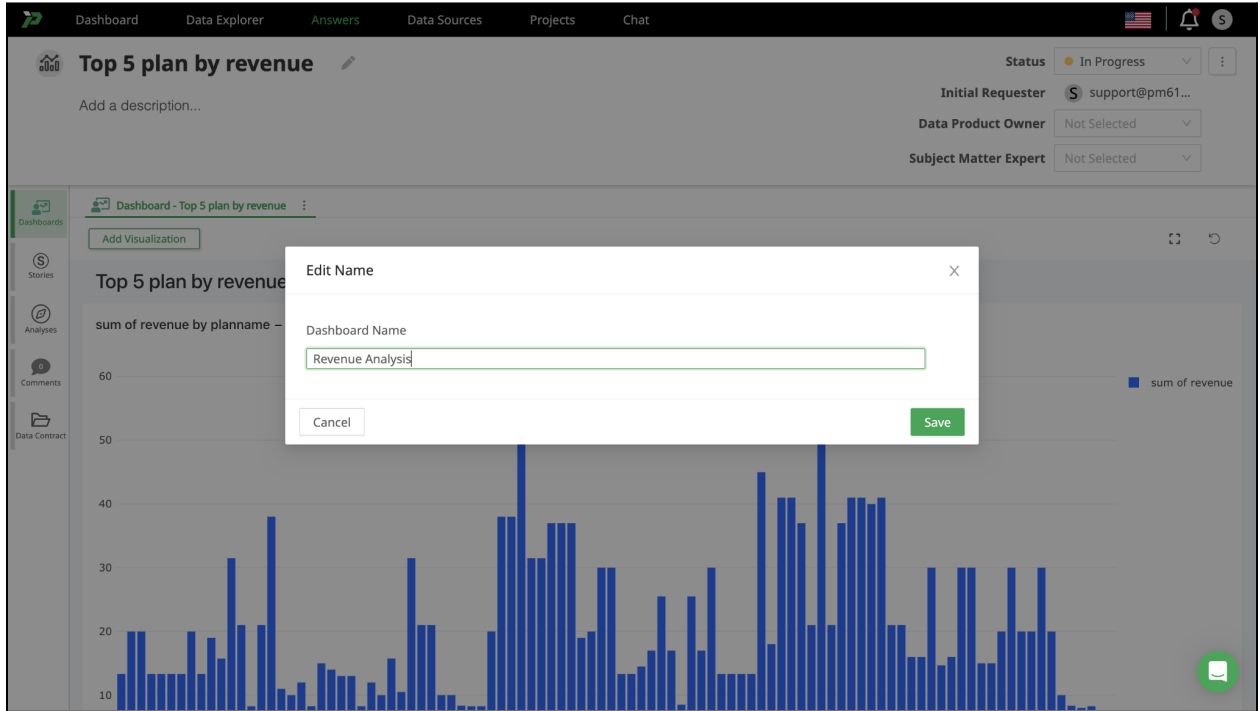 Dashboard Data Explorer Answers Data Sources Projects Chat S
Top 5 plan by revenue
Add a description...
Status In Progress
Initial Requester S support@pm61...
Data Product Owner Not Selected
Subject Matter Expert Not Selected
Dashboards
Stories
Analyses
0
Comments
Data Contract
Dashboard - Top 5 plan by revenue
Add Visualization
Top 5 plan by revenue
sum of revenue by planname –
Edit Name
Dashboard Name
Revenue Analysis
Cancel Save
sum of revenue
60
50
40
30
20
10